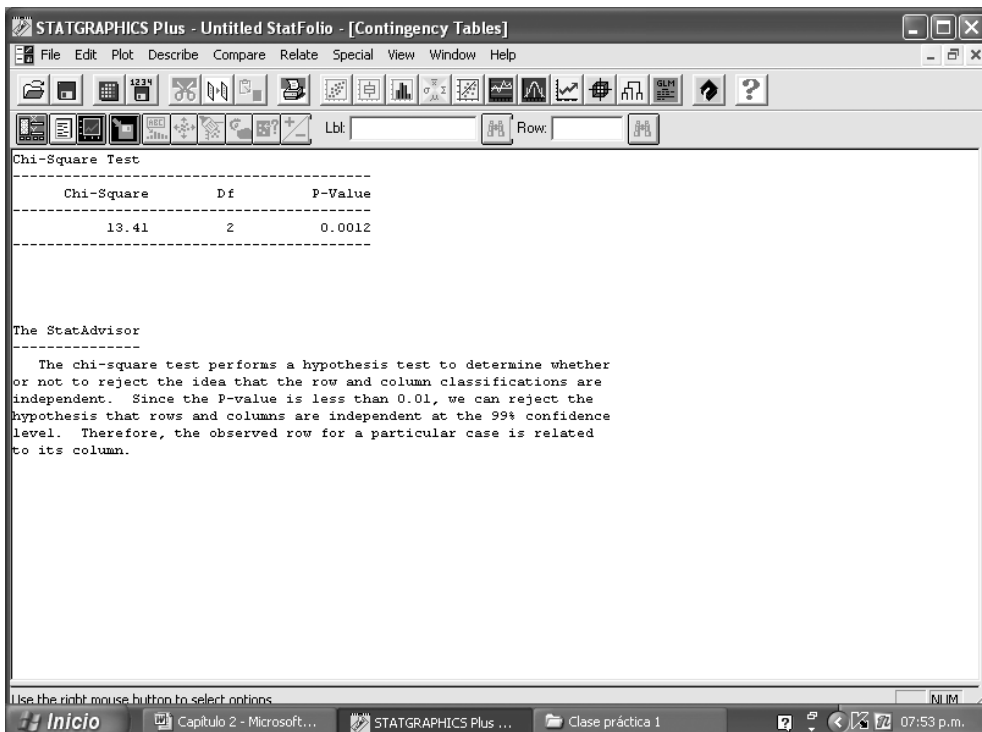 STATGRAPHICS Plus - Untitled StatFolio - [Contingency Tables]
File Edit Plot Describe Compare Relate Special View Window Help
1234
GLM
Lbl: Row:
Chi-Square Test
------------------------------------------
Chi-Square Df P-Value
------------------------------------------
13.41 2 0.0012
------------------------------------------
The StatAdvisor
---------------
The chi-square test performs a hypothesis test to determine whether
or not to reject the idea that the row and column classifications are
independent. Since the P-value is less than 0.01, we can reject the
hypothesis that rows and columns are independent at the 99% confidence
level. Therefore, the observed row for a particular case is related
to its column.
Use the right mouse button to select options
NUM
Inicio Capítulo 2 - Microsoft... STATGRAPHICS Plus ... Clase práctica 1 07:53 p.m.